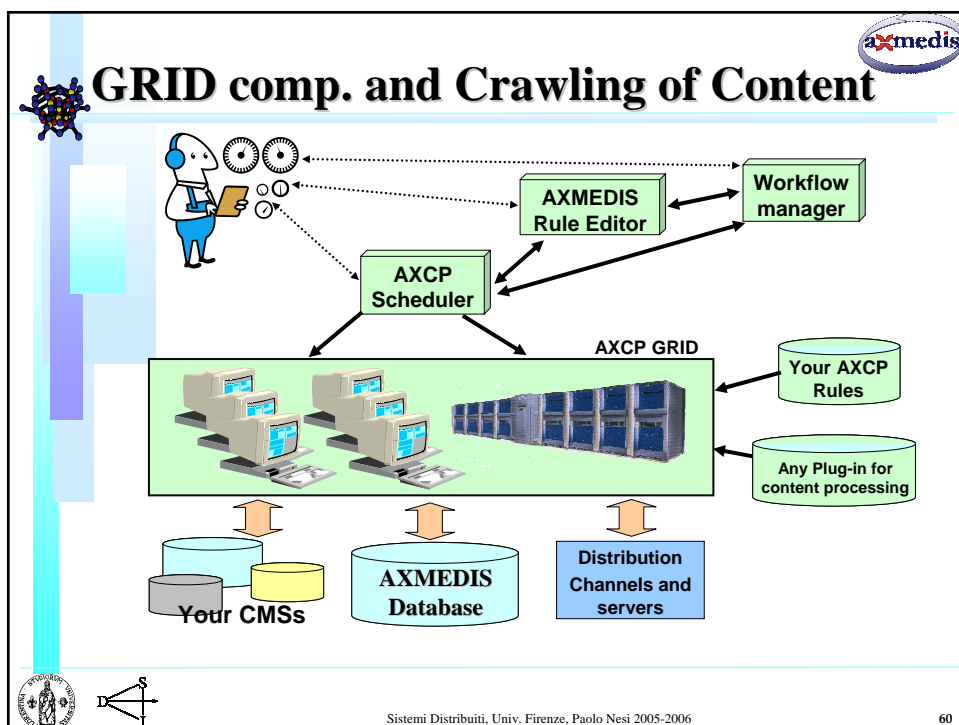 axmedis
GRID comp. and Crawling of Content
Workflow
manager
AXMEDIS
Rule Editor
AXCP
Scheduler
AXCP GRID
Your AXCP
Rules
Any Plug-in for
content processing
Your CMSs
AXMEDIS
Database
Distribution
Channels and
servers
D
S
I
Sistemi Distribuiti, Univ. Firenze, Paolo Nesi 2005-2006
60